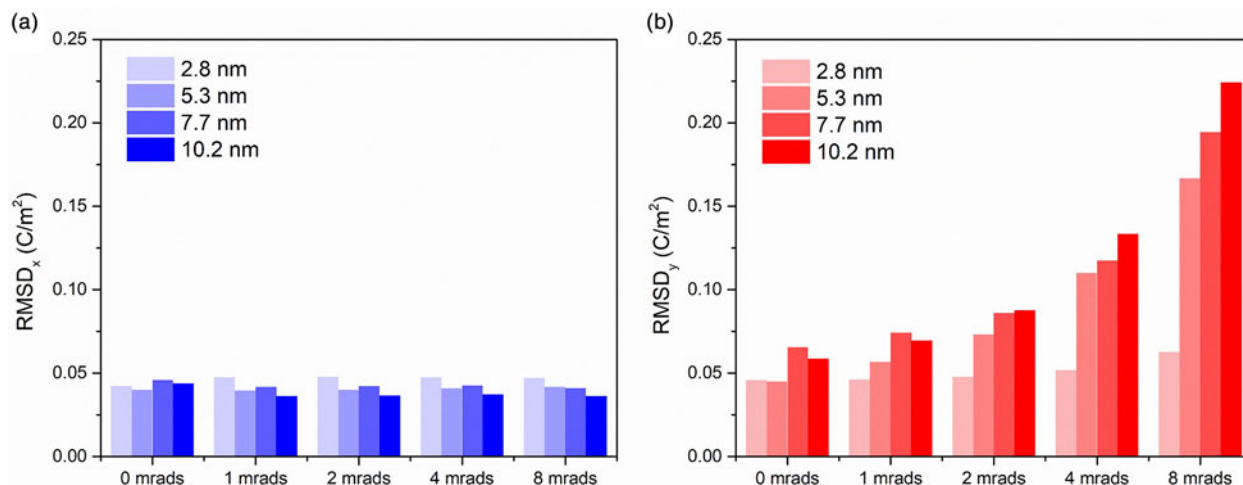 (a)
0.25
0.20
0.15
0.10
0.05
0.00
RMSDx (C/m²)
2.8 nm
5.3 nm
7.7 nm
10.2 nm
0 mrads 1 mrads 2 mrads 4 mrads 8 mrads
(b)
0.25
0.20
0.15
0.10
0.05
0.00
RMSDy (C/m²)
2.8 nm
5.3 nm
7.7 nm
10.2 nm
0 mrads 1 mrads 2 mrads 4 mrads 8 mrads